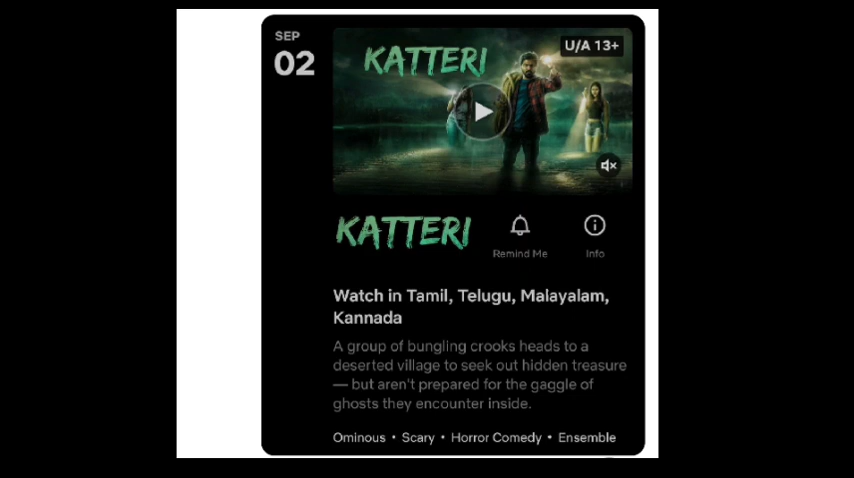 SEP
02
KATTERI
U/A 13+
KATTERI
Remind Me
Info
Watch in Tamil, Telugu, Malayalam,
Kannada
A group of bungling crooks heads to a
deserted village to seek out hidden treasure
— but aren't prepared for the gaggle of
ghosts they encounter inside.
Ominous • Scary • Horror Comedy • Ensemble